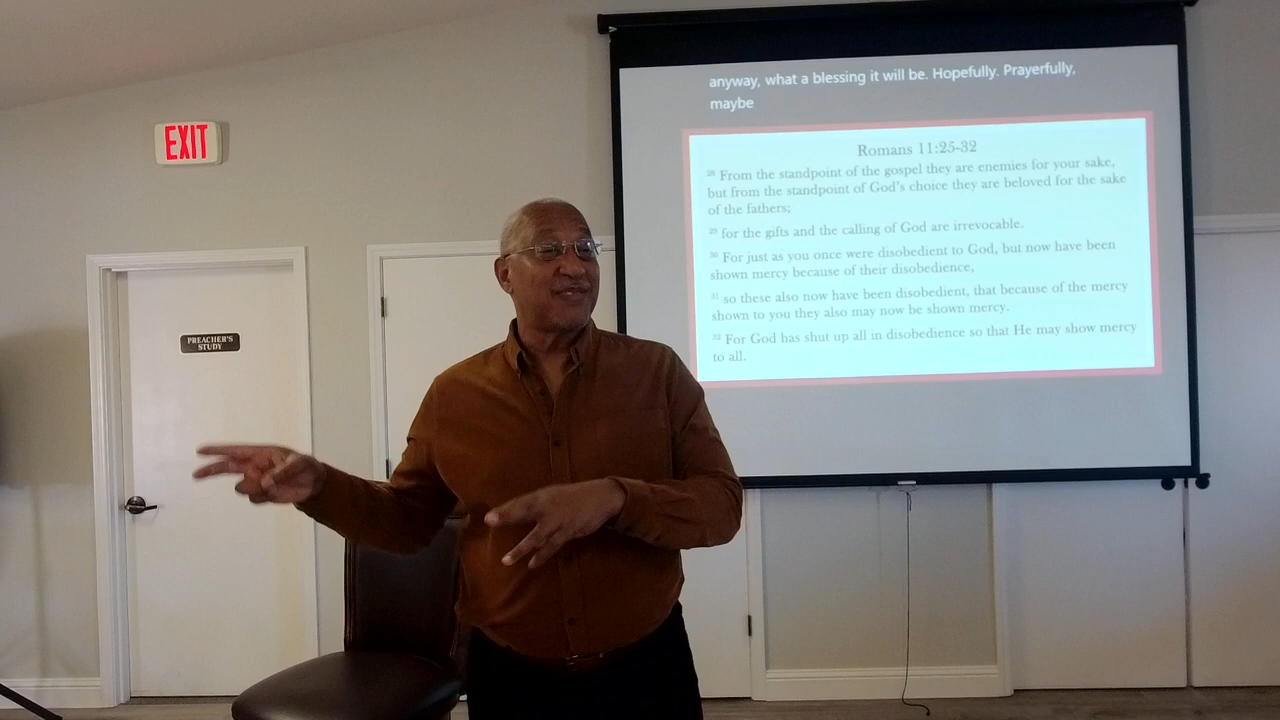 anyway, what a blessing it will be. Hopefully. Prayerfully,
maybe
EXIT
Romans 11:25-32
28 From the standpoint of the gospel they are enemies for your sake,
but from the standpoint of God's choice they are beloved for the sake
of the fathers;
29 for the gifts and the calling of God are irrevocable.
30 For just as you once were disobedient to God, but now have been
shown mercy because of their disobedience,
31 so these also now have been disobedient, that because of the mercy
shown to you they also may now be shown mercy.
32 For God has shut up all in disobedience so that He may show mercy
to all.
PREACHER'S
STUDY